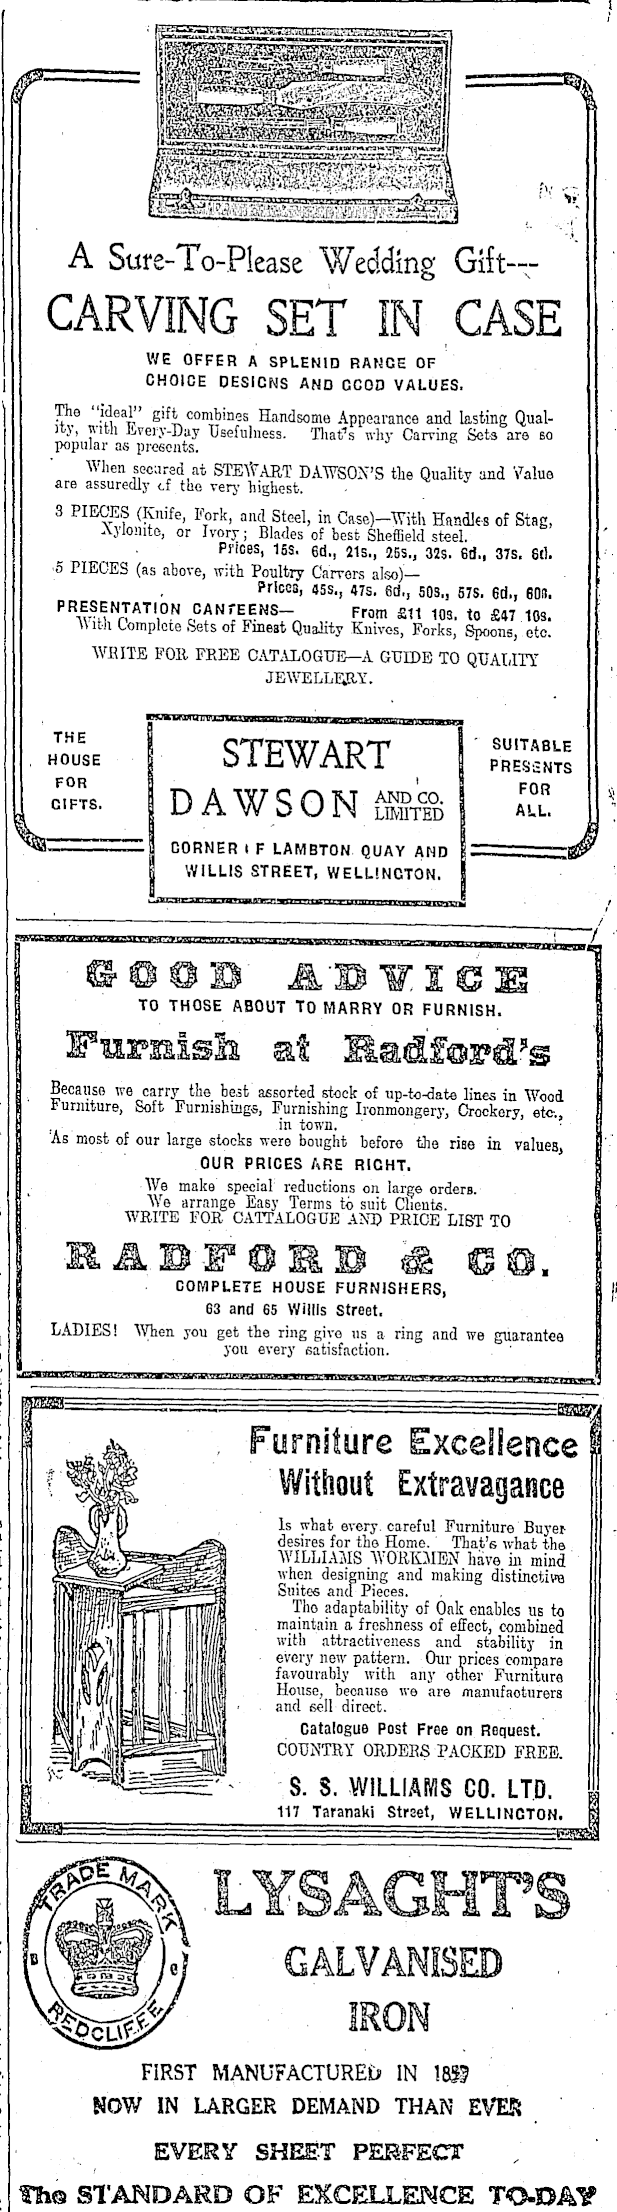 A Sure-To-Please Wedding Gift---
CARVING SET IN CASE
WE OFFER A SPLENID RANGE OF
CHOICE DESIGNS AND GOOD VALUES.
The "ideal" gift combines Handsome Appearance and lasting Qual-
ity, with Every-Day Usefulness. That's why Carving Sets are so
popular as presents.
When secured at STEWART DAWSON'S the Quality and Value
are assuredly of the very highest.
3 PIECES (Knife, Fork, and Steel, in Case)—With Handles of Stag,
Xylonite, or Ivory; Blades of best Sheffield steel.
Prices, 15s. 6d., 21s., 25s., 32s. 6d., 37s. 6d.
5 PIECES (as above, with Poultry Carvers also)—
Prices, 45s., 47s. 6d., 50s., 57s. 6d., 60s.
PRESENTATION CANTEENS— From £11 10s. to £47 10s.
With Complete Sets of Finest Quality Knives, Forks, Spoons, etc.
WRITE FOR FREE CATALOGUE—A GUIDE TO QUALITY
JEWELLERY.
THE
HOUSE
FOR
GIFTS.
STEWART
DAWSON AND CO.
LIMITED
CORNER OF LAMBTON QUAY AND
WILLIS STREET, WELLINGTON.
SUITABLE
PRESENTS
FOR
ALL.
GOOD ADVICE
TO THOSE ABOUT TO MARRY OR FURNISH.
Furnish at Radford's
Because we carry the best assorted stock of up-to-date lines in Wood
Furniture, Soft Furnishings, Furnishing Ironmongery, Crockery, etc.,
in town.
As most of our large stocks were bought before the rise in values,
OUR PRICES ARE RIGHT.
We make special reductions on large orders.
We arrange Easy Terms to suit Clients.
WRITE FOR CATTALOGUE AND PRICE LIST TO
RADFORD & CO.
COMPLETE HOUSE FURNISHERS,
63 and 65 Willis Street.
LADIES! When you get the ring give us a ring and we guarantee
you every satisfaction.
Furniture Excellence
Without Extravagance
Is what every careful Furniture Buyer
desires for the Home. That's what the
WILLIAMS WORKMEN have in mind
when designing and making distinctive
Suites and Pieces.
The adaptability of Oak enables us to
maintain a freshness of effect, combined
with attractiveness and stability in
every new pattern. Our prices compare
favourably with any other Furniture
House, because we are manufacturers
and sell direct.
Catalogue Post Free on Request.
COUNTRY ORDERS PACKED FREE.
S. S. WILLIAMS CO. LTD.
117 Taranaki Street, WELLINGTON.
TRADE MARK
REDCLIFFE
LYSAGHT'S
GALVANISED
IRON
FIRST MANUFACTURED IN
NOW IN LARGER DEMAND THAN EVER
EVERY SHEET PERFECT
The STANDARD OF EXCELLENCE TO-DAY